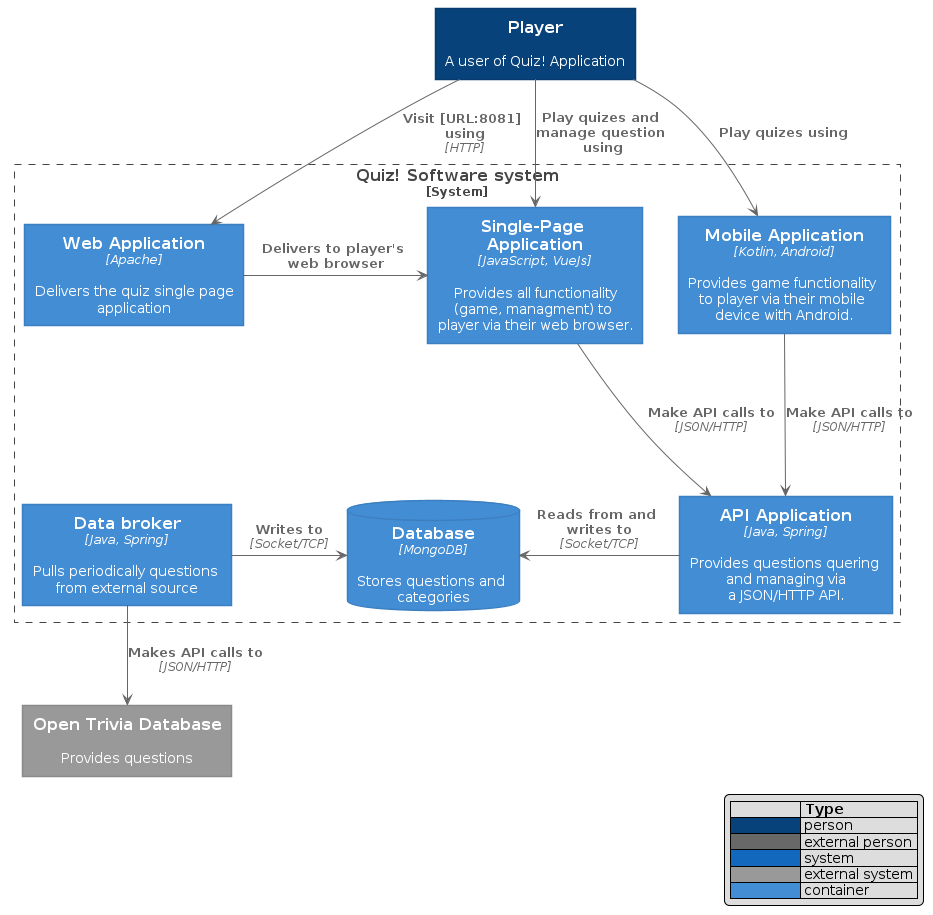 Player
A user of Quiz! Application
Visit [URL:8081]
using
[HTTP]
Play quizes and
manage question
using
Play quizes using
Quiz! Software system
[System]
Web Application
[Apache]
Delivers the quiz single page
application
Delivers to player's
web browser
Single-Page
Application
[JavaScript, VueJs]
Provides all functionality
(game, managment) to
player via their web browser.
Mobile Application
[Kotlin, Android]
Provides game functionality
to player via their mobile
device with Android.
Make API calls to
[JSON/HTTP]
Make API calls to
[JSON/HTTP]
Data broker
[Java, Spring]
Pulls periodically questions
from external source
Writes to
[Socket/TCP]
Database
[MongoDB]
Stores questions and
categories
Reads from and
writes to
[Socket/TCP]
API Application
[Java, Spring]
Provides questions quering
and managing via
a JSON/HTTP API.
Makes API calls to
[JSON/HTTP]
Open Trivia Database
Provides questions
Type
person
external person
system
external system
container